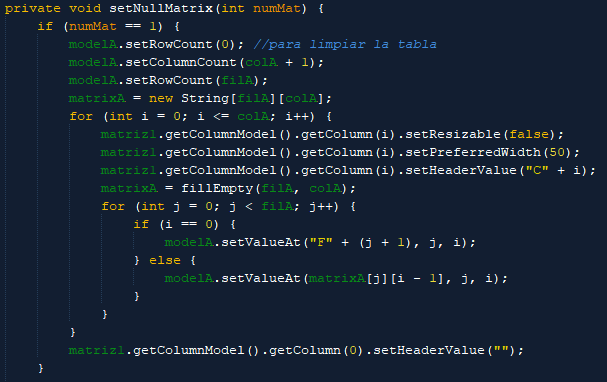 private void setNullMatrix(int numMat) {
    if (numMat == 1) {
        modelA.setRowCount(0); //para limpiar la tabla
        modelA.setColumnCount(colA + 1);
        modelA.setRowCount(filA);
        matrixA = new String[filA][colA];
        for (int i = 0; i <= colA; i++) {
            matriz1.getColumnModel().getColumn(i).setResizable(false);
            matriz1.getColumnModel().getColumn(i).setPreferredWidth(50);
            matriz1.getColumnModel().getColumn(i).setHeaderValue("C" + i);
            matrixA = fillEmpty(filA, colA);
            for (int j = 0; j < filA; j++) {
                if (i == 0) {
                    modelA.setValueAt("F" + (j + 1), j, i);
                } else {
                    modelA.setValueAt(matrixA[j][i - 1], j, i);
                }
            }
        }
        matriz1.getColumnModel().getColumn(0).setHeaderValue("");
    }